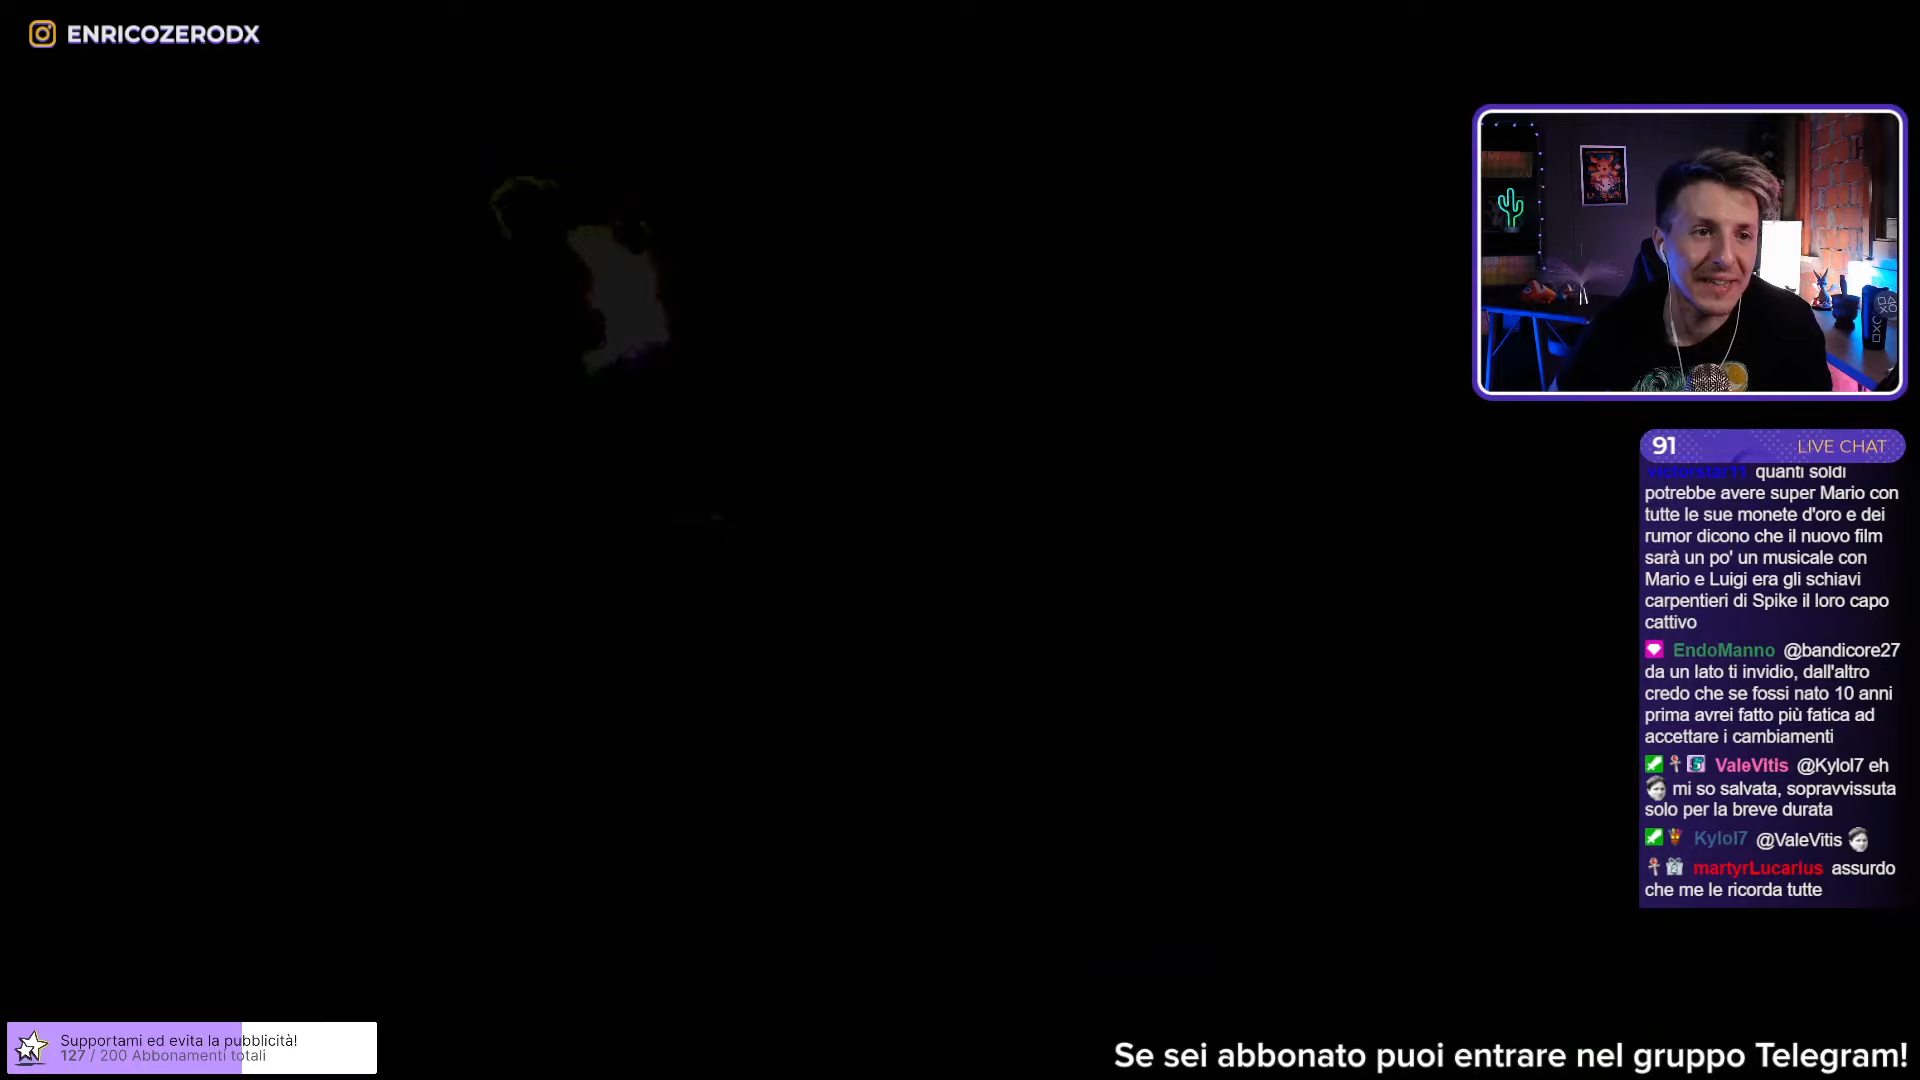 ENRICOZERODX
91 LIVE CHAT
Victorstar11 quanti soldi
potrebbe avere super Mario con
tutte le sue monete d'oro e dei
rumor dicono che il nuovo film
sarà un po' un musicale con
Mario e Luigi era gli schiavi
carpentieri di Spike il loro capo
cattivo
EndoManno @bandicore27
da un lato ti invidio, dall'altro
credo che se fossi nato 10 anni
prima avrei fatto più fatica ad
accettare i cambiamenti
ValeVitis @Kylol7 eh
mi so salvata, sopravvissuta
solo per la breve durata
Kylol7 @ValeVitis
martyrLucarius assurdo
che me le ricorda tutte
Supportami ed evita la pubblicità!
127 / 200 Abbonamenti totali
Se sei abbonato puoi entrare nel gruppo Telegram!